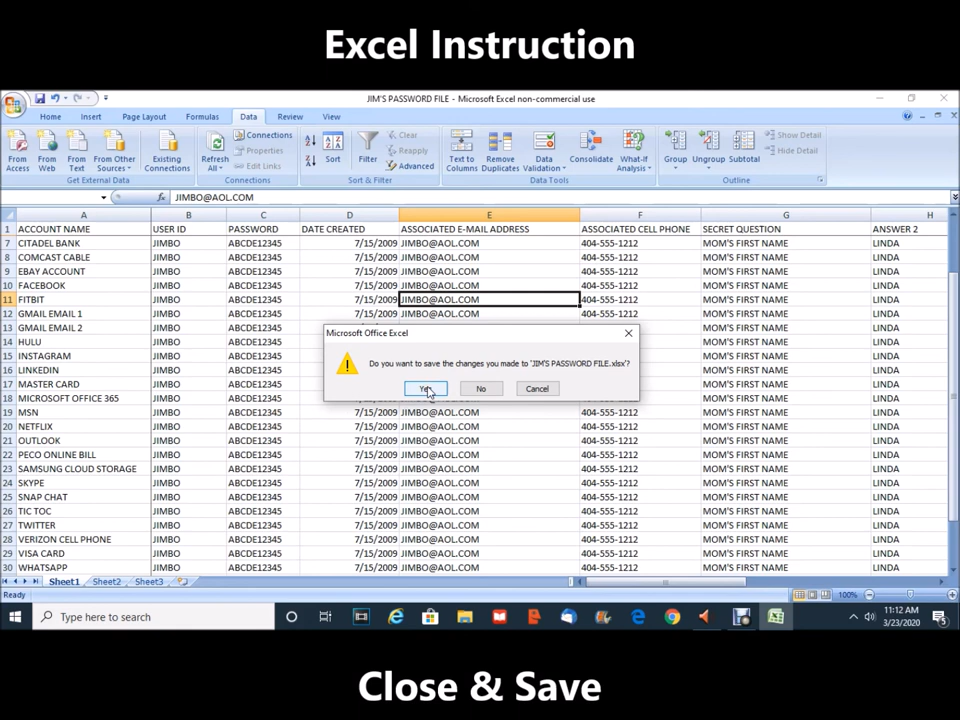 Excel Instruction
JIM'S PASSWORD FILE - Microsoft Excel non-commercial use
Home Insert Page Layout Formulas Data Review View
From Access From Web From Text From Other Sources Existing Connections Refresh All Connections Properties Edit Links Sort Filter Clear Reapply Advanced Text to Columns Remove Duplicates Data Validation Consolidate What-If Analysis Group Ungroup Subtotal Show Detail Hide Detail
Get External Data Connections Sort & Filter Data Tools Outline
fx JIMBO@AOL.COM
A B C D E F G H
1 ACCOUNT NAME USER ID PASSWORD DATE CREATED ASSOCIATED E-MAIL ADDRESS ASSOCIATED CELL PHONE SECRET QUESTION ANSWER 2
7 CITADEL BANK JIMBO ABCDE12345 7/15/2009 JIMBO@AOL.COM 404-555-1212 MOM'S FIRST NAME LINDA
8 COMCAST CABLE JIMBO ABCDE12345 7/15/2009 JIMBO@AOL.COM 404-555-1212 MOM'S FIRST NAME LINDA
9 EBAY ACCOUNT JIMBO ABCDE12345 7/15/2009 JIMBO@AOL.COM 404-555-1212 MOM'S FIRST NAME LINDA
10 FACEBOOK JIMBO ABCDE12345 7/15/2009 JIMBO@AOL.COM 404-555-1212 MOM'S FIRST NAME LINDA
11 FITBIT JIMBO ABCDE12345 7/15/2009 JIMBO@AOL.COM 404-555-1212 MOM'S FIRST NAME LINDA
12 GMAIL EMAIL 1 JIMBO ABCDE12345 7/15/2009 JIMBO@AOL.COM 404-555-1212 MOM'S FIRST NAME LINDA
13 GMAIL EMAIL 2 JIMBO ABCDE12345 MOM'S FIRST NAME LINDA
Microsoft Office Excel
14 HULU JIMBO ABCDE12345 MOM'S FIRST NAME LINDA
15 INSTAGRAM JIMBO ABCDE12345 MOM'S FIRST NAME LINDA
Do you want to save the changes you made to 'JIM'S PASSWORD FILE.xlsx'?
16 LINKEDIN JIMBO ABCDE12345 MOM'S FIRST NAME LINDA
17 MASTER CARD JIMBO ABCDE12345 MOM'S FIRST NAME LINDA
No Cancel
18 MICROSOFT OFFICE 365 JIMBO ABCDE12345 MOM'S FIRST NAME LINDA
19 MSN JIMBO ABCDE12345 7/15/2009 JIMBO@AOL.COM 404-555-1212 MOM'S FIRST NAME LINDA
20 NETFLIX JIMBO ABCDE12345 7/15/2009 JIMBO@AOL.COM 404-555-1212 MOM'S FIRST NAME LINDA
21 OUTLOOK JIMBO ABCDE12345 7/15/2009 JIMBO@AOL.COM 404-555-1212 MOM'S FIRST NAME LINDA
22 PECO ONLINE BILL JIMBO ABCDE12345 7/15/2009 JIMBO@AOL.COM 404-555-1212 MOM'S FIRST NAME LINDA
23 SAMSUNG CLOUD STORAGE JIMBO ABCDE12345 7/15/2009 JIMBO@AOL.COM 404-555-1212 MOM'S FIRST NAME LINDA
24 SKYPE JIMBO ABCDE12345 7/15/2009 JIMBO@AOL.COM 404-555-1212 MOM'S FIRST NAME LINDA
25 SNAP CHAT JIMBO ABCDE12345 7/15/2009 JIMBO@AOL.COM 404-555-1212 MOM'S FIRST NAME LINDA
26 TIC TOC JIMBO ABCDE12345 7/15/2009 JIMBO@AOL.COM 404-555-1212 MOM'S FIRST NAME LINDA
27 TWITTER JIMBO ABCDE12345 7/15/2009 JIMBO@AOL.COM 404-555-1212 MOM'S FIRST NAME LINDA
28 VERIZON CELL PHONE JIMBO ABCDE12345 7/15/2009 JIMBO@AOL.COM 404-555-1212 MOM'S FIRST NAME LINDA
29 VISA CARD JIMBO ABCDE12345 7/15/2009 JIMBO@AOL.COM 404-555-1212 MOM'S FIRST NAME LINDA
30 WHATSAPP JIMBO ABCDE12345 7/15/2009 JIMBO@AOL.COM 404-555-1212 MOM'S FIRST NAME LINDA
Sheet1 Sheet2 Sheet3
Ready 100%
Type here to search
11:12 AM
3/23/2020
5
Close & Save